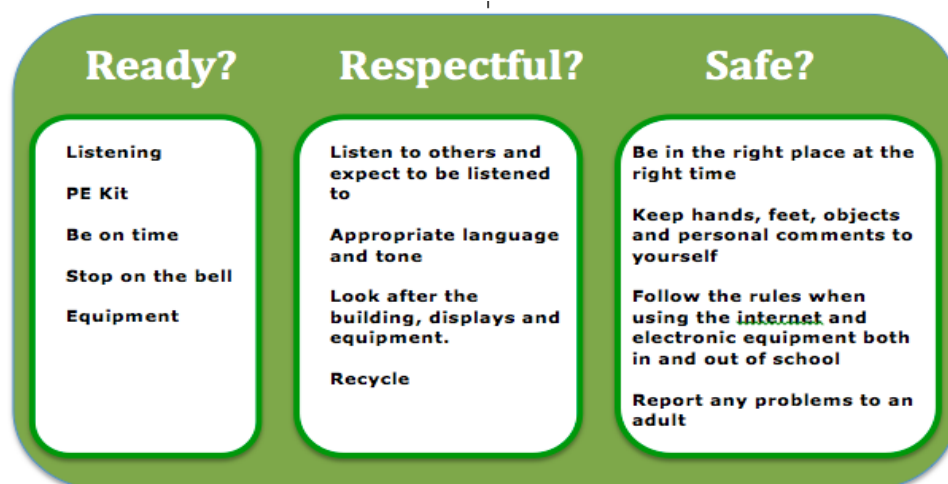 Ready?
Listening
PE Kit
Be on time
Stop on the bell
Equipment
Respectful?
Listen to others and
expect to be listened
to
Appropriate language
and tone
Look after the
building, displays and
equipment.
Recycle
Safe?
Be in the right place at the
right time
Keep hands, feet, objects
and personal comments to
yourself
Follow the rules when
using the internet and
electronic equipment both
in and out of school
Report any problems to an
adult